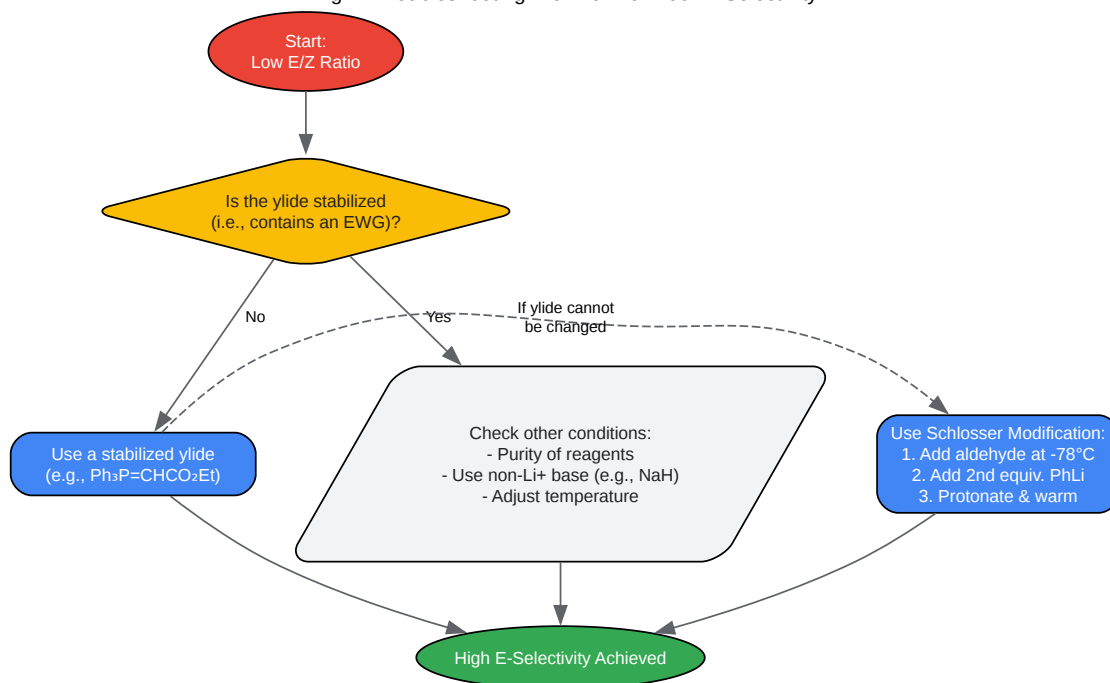 Start:
Low E/Z Ratio
Is the ylide stabilized
(i.e., contains an EWG)?
No
Yes
If ylide cannot
be changed
Use a stabilized ylide
(e.g., Ph₃P=CHCO₂Et)
Check other conditions:
- Purity of reagents
- Use non-Li+ base (e.g., NaH)
- Adjust temperature
Use Schlosser Modification:
1. Add aldehyde at -78°C
2. Add 2nd equiv. PhLi
3. Protonate & warm
High E-Selectivity Achieved